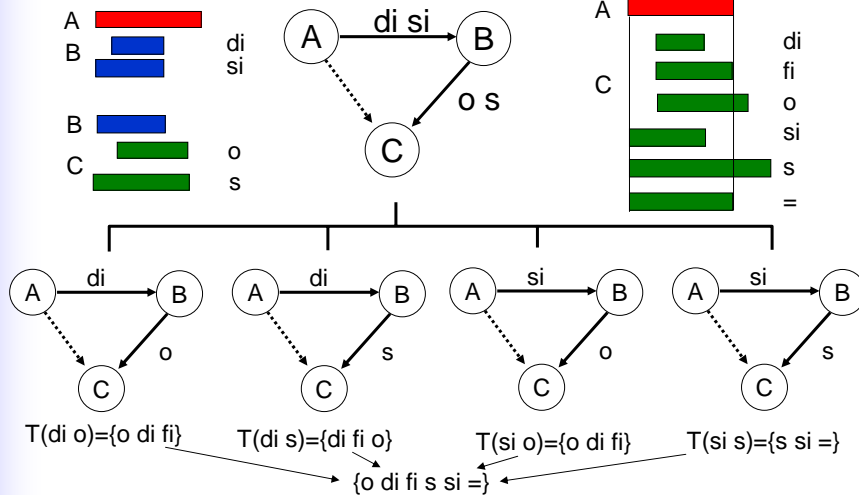 A
B
di
si
B
C
o
s
A
di si
B
o s
C
A
C
di
fi
o
si
s
=
A
di
B
o
C
A
di
B
s
C
A
si
B
o
C
A
si
B
s
C
T(di o)={o di fi}
T(di s)={di fi o}
T(si o)={o di fi}
T(si s)={s si =}
{o di fi s si =}